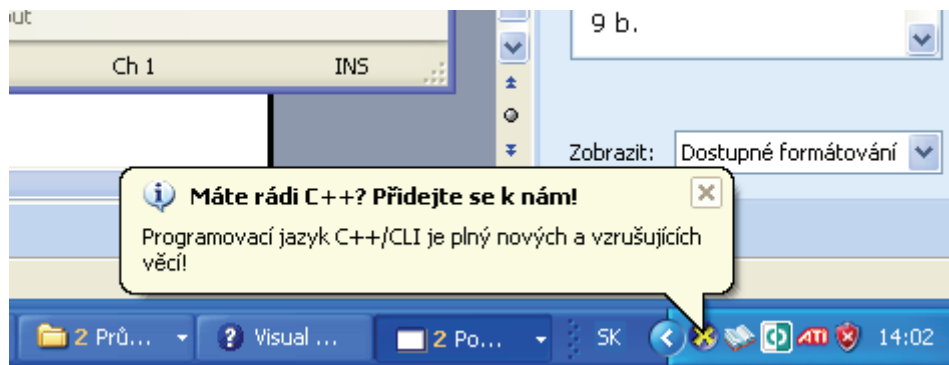 9 b.
Ch 1 INS
Zobrazit: Dostupné formátování
Máte rádi C++? Přidejte se k nám!
Programovací jazyk C++/CLI je plný nových a vzrušujících
věcí!
2 Prů... Visual ... 2 Po... SK ATI 14:02